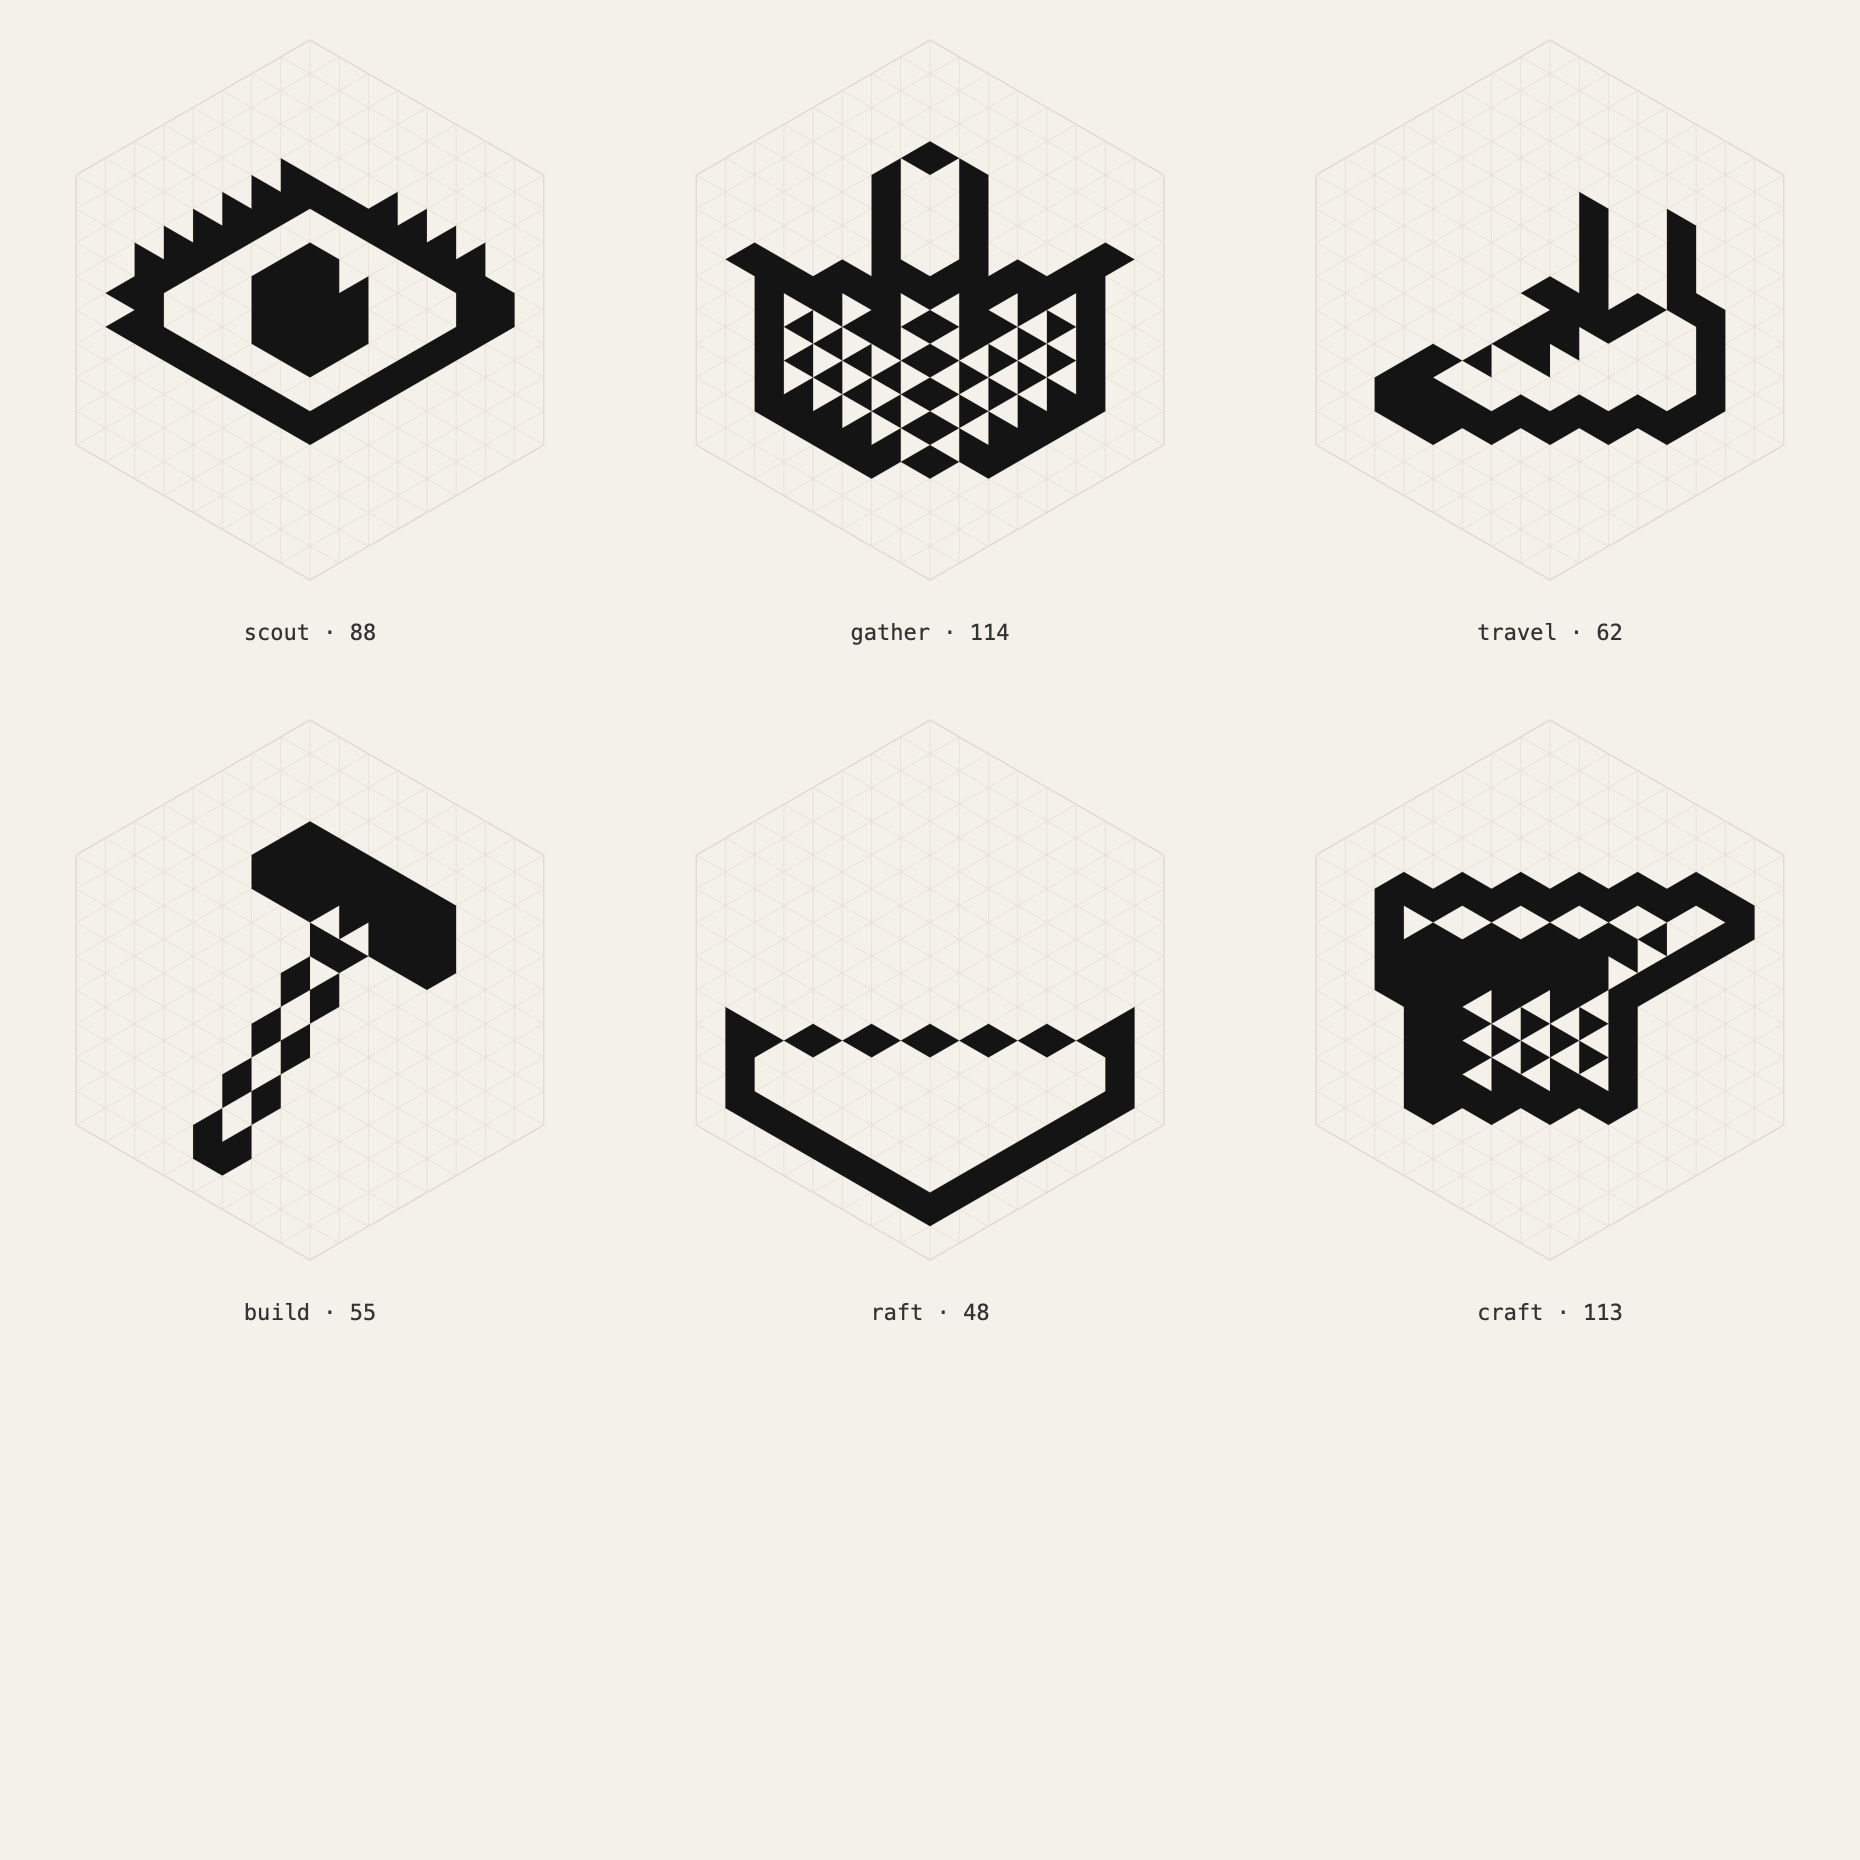 scout · 88
gather · 114
travel · 62
build · 55
raft · 48
craft · 113